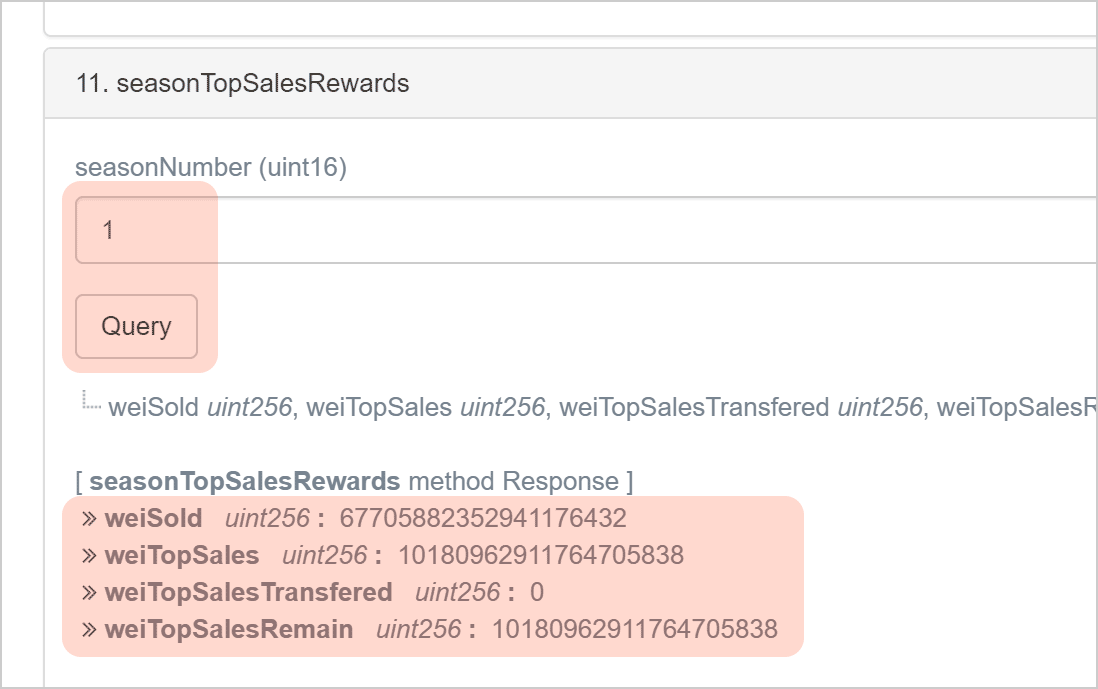 11. seasonTopSalesRewards
seasonNumber (uint16)
1
Query
weiSold uint256, weiTopSales uint256, weiTopSalesTransfered uint256, weiTopSalesR
[ seasonTopSalesRewards method Response ]
» weiSold uint256 : 67705882352941176432
» weiTopSales uint256 : 10180962911764705838
» weiTopSalesTransfered uint256 : 0
» weiTopSalesRemain uint256 : 10180962911764705838